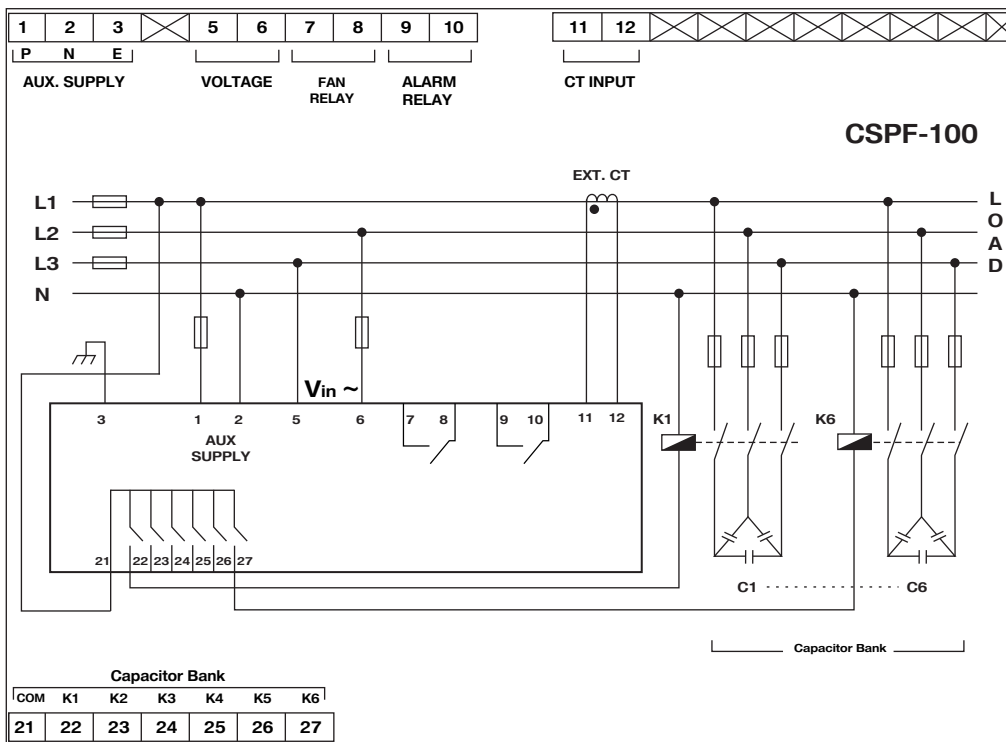 1 2 3 5 6 7 8 9 10 11 12
P N E
AUX. SUPPLY VOLTAGE FAN RELAY ALARM RELAY CT INPUT
CSPF-100
EXT. CT
L1
L2
L3
N
L
O
A
D
Vin ~
3 1 2 5 6 7 8 9 10 11 12
AUX
SUPPLY
K1 K6
21 22 23 24 25 26 27
C1 C6
Capacitor Bank
Capacitor Bank
COM K1 K2 K3 K4 K5 K6
21 22 23 24 25 26 27